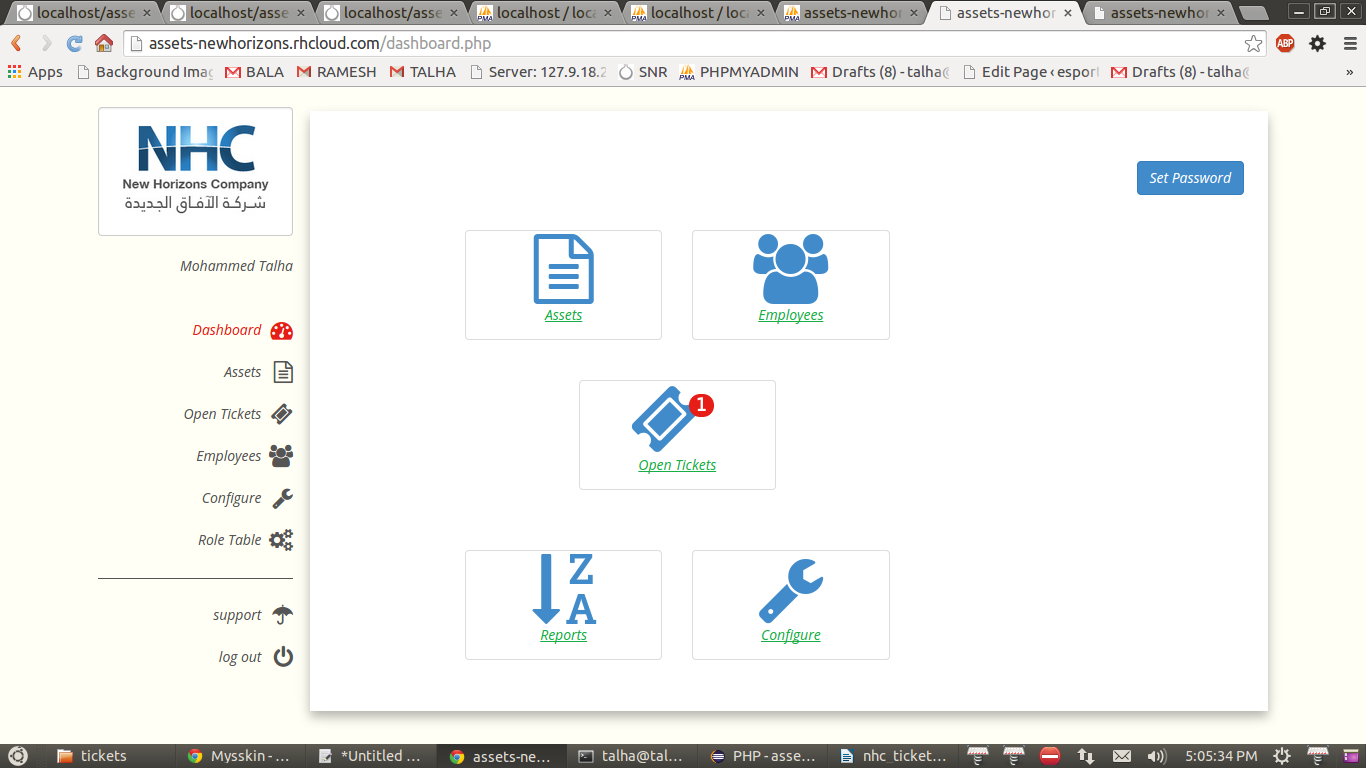 localhost/asse localhost/asse localhost/asse localhost / loca localhost / loca assets-newhor assets-newhor assets-newhor
assets-newhorizons.rhcloud.com/dashboard.php
Apps Background Imag BALA RAMESH TALHA Server: 127.9.18.2 SNR PHPMYADMIN Drafts (8) - talha@ Edit Page ‹ esport Drafts (8) - talha@ »
NHC
New Horizons Company
شركة الآفاق الجديدة
Mohammed Talha
Dashboard
Assets
Open Tickets
Employees
Configure
Role Table
support
log out
Set Password
Assets
Employees
1
Open Tickets
Z
A
Reports
Configure
tickets Mysskin - ... *Untitled ... assets-ne... talha@tal... PHP - asse... nhc_ticket... 5:05:34 PM